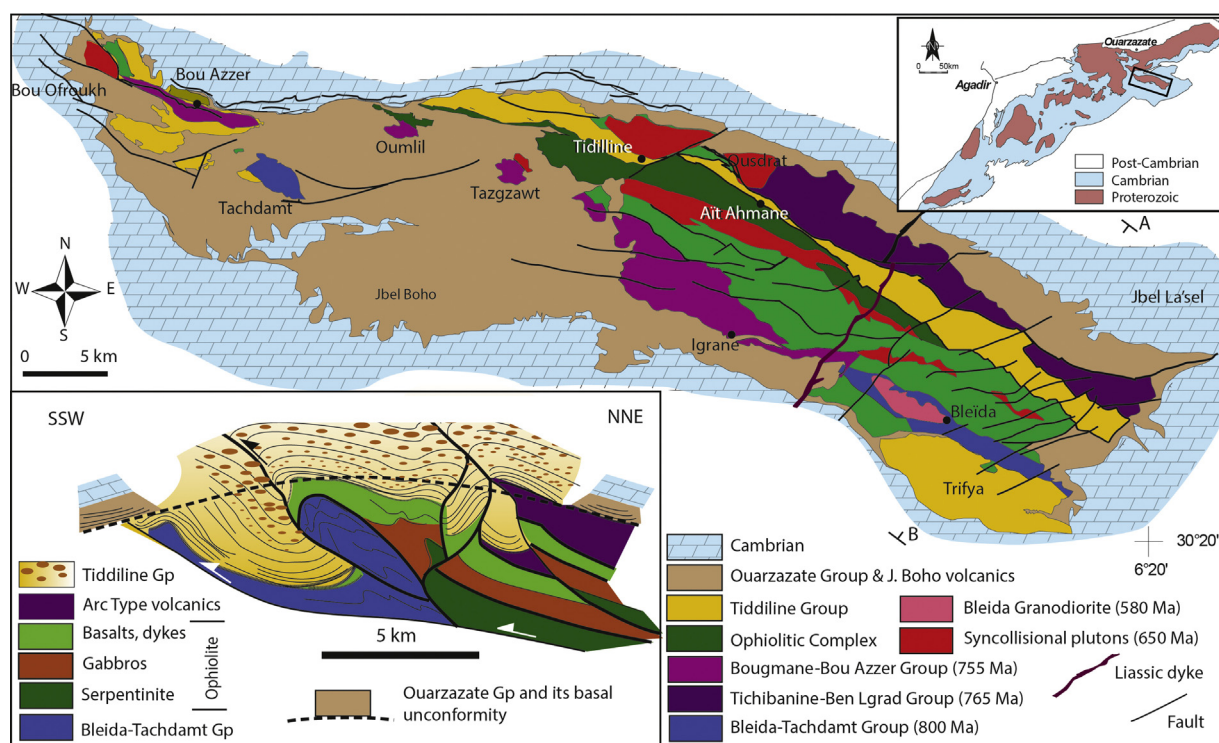 Ouarzazate
N
0 50km
Agadir
Post-Cambrian
Cambrian
Proterozoic
Bou Azzer
Bou Ofroukh
Oumlil
Tidilline
Ousdrat
Tachdamt
Tazgzawt
Aït Ahmane
A
N
W E
S
Jbel Boho
Jbel La'sel
0 5 km
Igrane
Bleïda
Trifya
B
30°20'
6°20'
SSW NNE
5 km
Tiddiline Gp
Arc Type volcanics
Basalts, dykes
Gabbros
Serpentinite
Ophiolite
Bleida-Tachdamt Gp
Ouarzazate Gp and its basal
unconformity
Cambrian
Ouarzazate Group & J. Boho volcanics
Tiddiline Group
Ophiolitic Complex
Bougmane-Bou Azzer Group (755 Ma)
Tichibanine-Ben Lgrad Group (765 Ma)
Bleida-Tachdamt Group (800 Ma)
Bleida Granodiorite (580 Ma)
Syncollisional plutons (650 Ma)
Liassic dyke
Fault